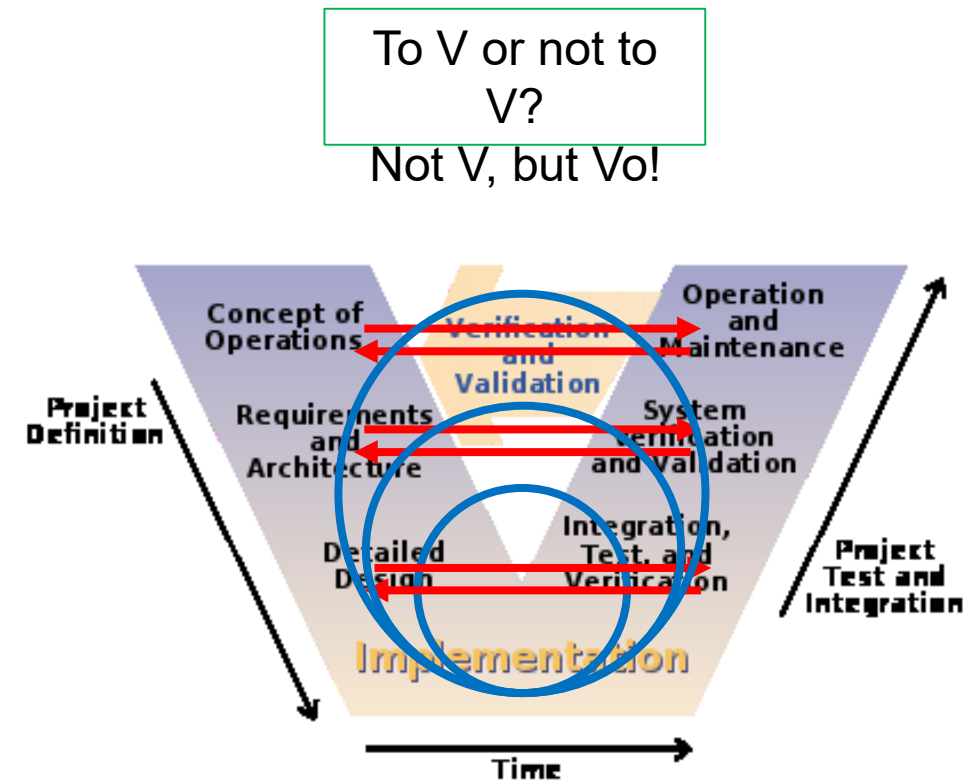 To V or not to
V?
Not V, but Vo!
Concept of
Operations
Verification
and
Validation
Operation
and
Maintenance
Project
Definition
Requirements
and
Architecture
System
Verification
and Validation
Detailed
Design
Integration,
Test, and
Verification
Project
Test and
Integration
Implementation
Time